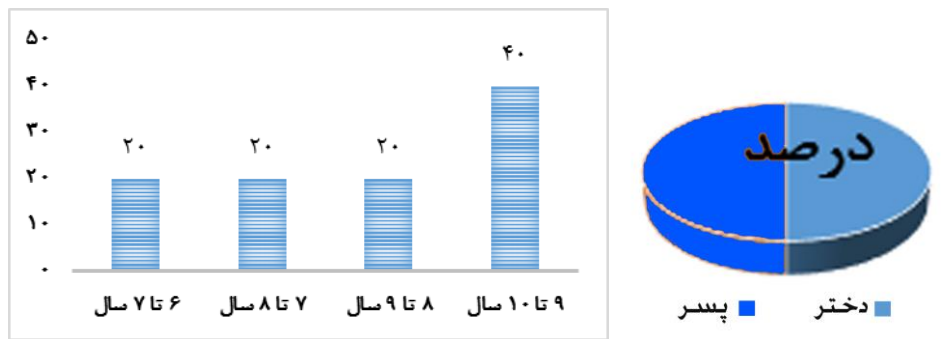 ۵۰
۴۰
۳۰
۲۰
۱۰
۰
۲۰
۲۰
۲۰
۴۰
۶ تا ۷ سال
۷ تا ۸ سال
۸ تا ۹ سال
۹ تا ۱۰ سال
درصد
دختر
پسر